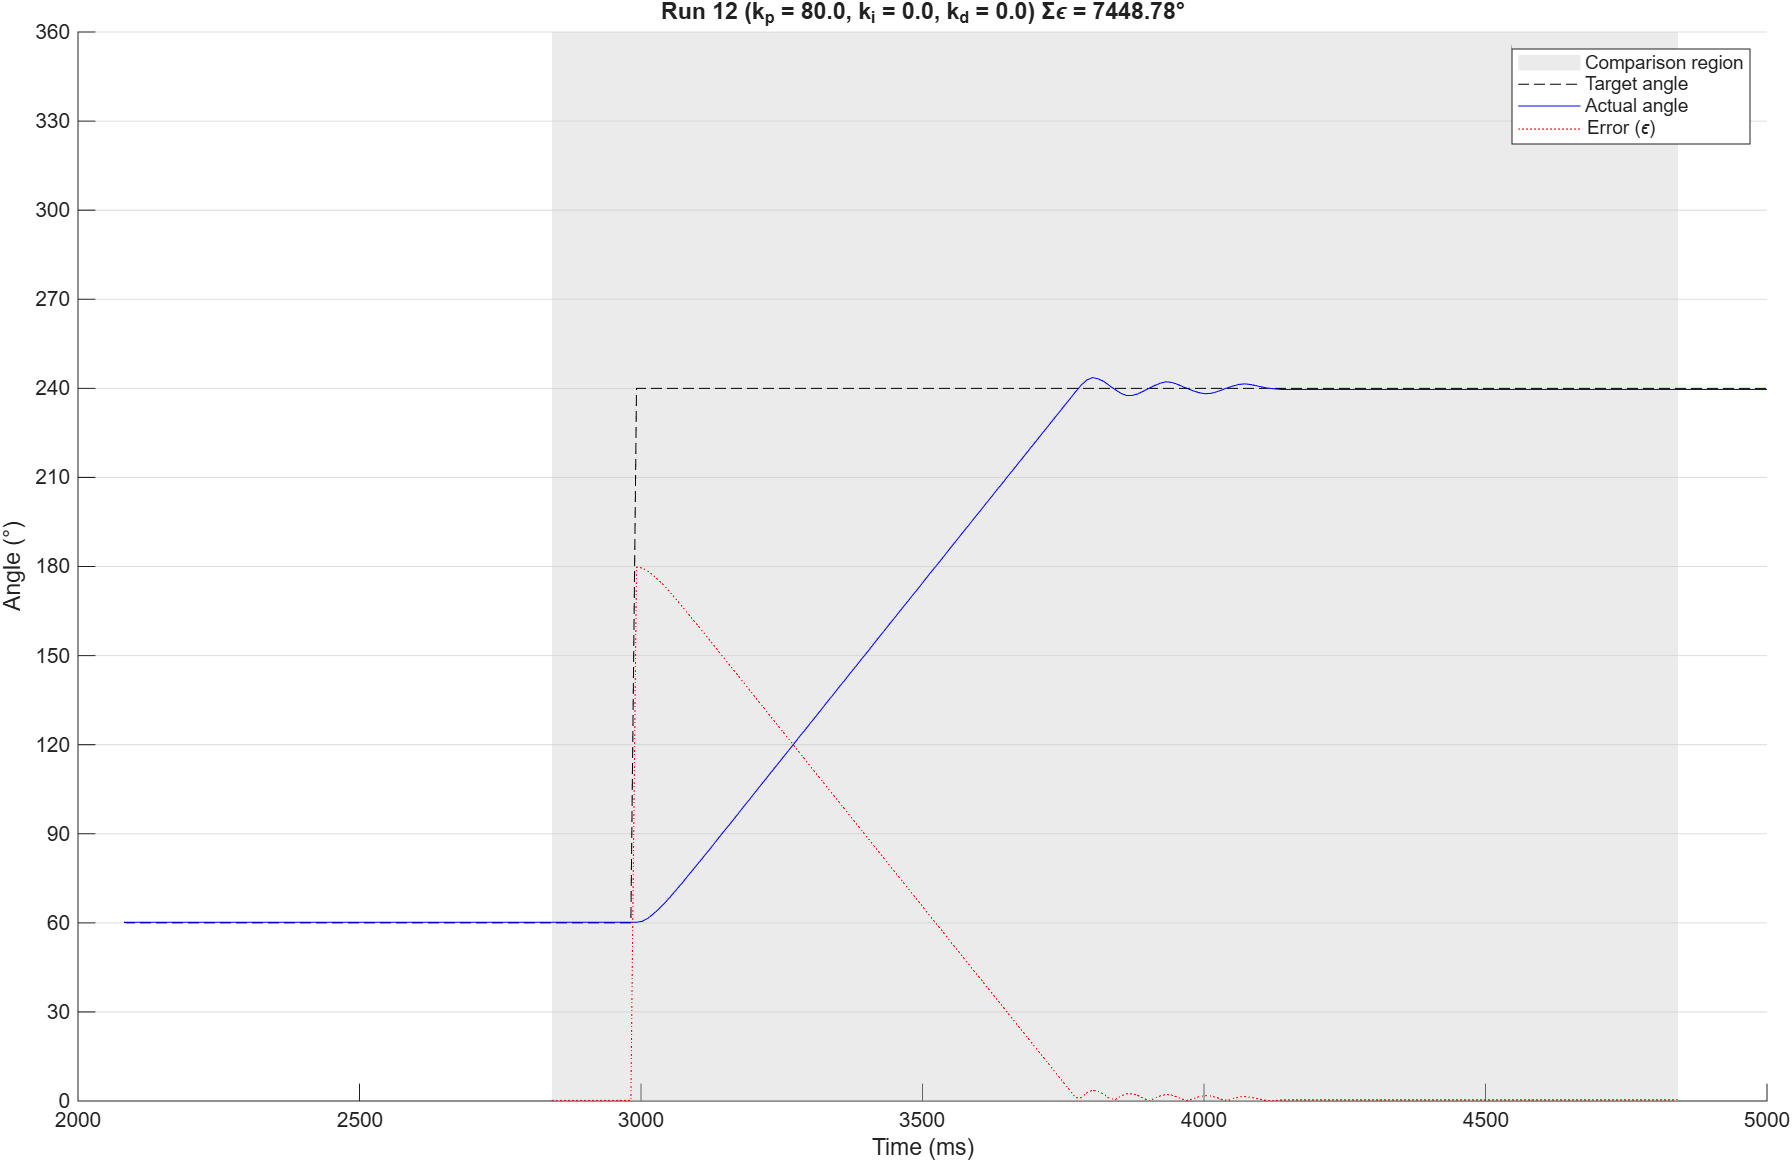 Run 12 (kp = 80.0, ki = 0.0, kd = 0.0) Σϵ = 7448.78°
360
330
300
270
240
210
180
150
120
90
60
30
0
Angle (°)
Comparison region
Target angle
Actual angle
Error (ϵ)
2000 2500 3000 3500 4000 4500 5000
Time (ms)